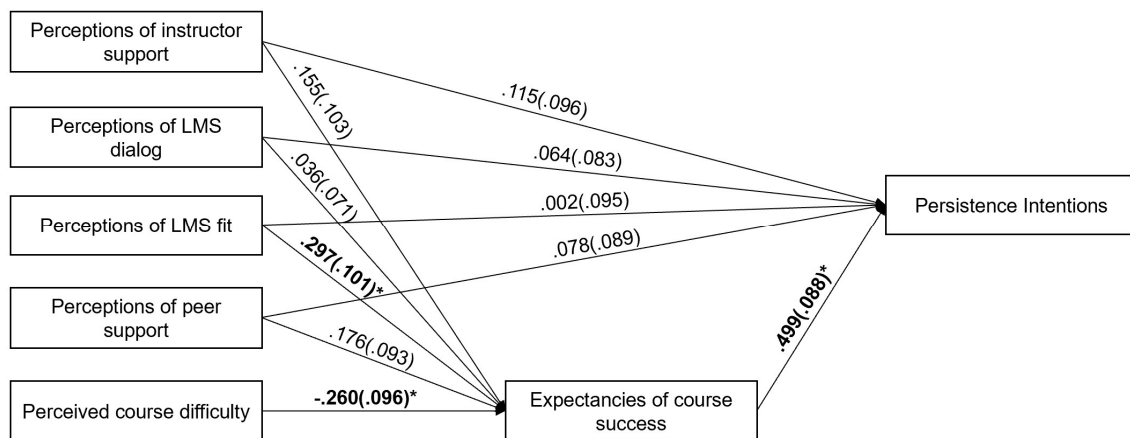 Perceptions of instructor
support
.155(.103)
.115(.096)
Perceptions of LMS
dialog
.036(.071)
.064(.083)
Perceptions of LMS fit
.002(.095)
.297(.101)*
Persistence Intentions
Perceptions of peer
support
.078(.089)
.176(.093)
.499(.088)*
Perceived course difficulty
-.260(.096)*
Expectancies of course
success